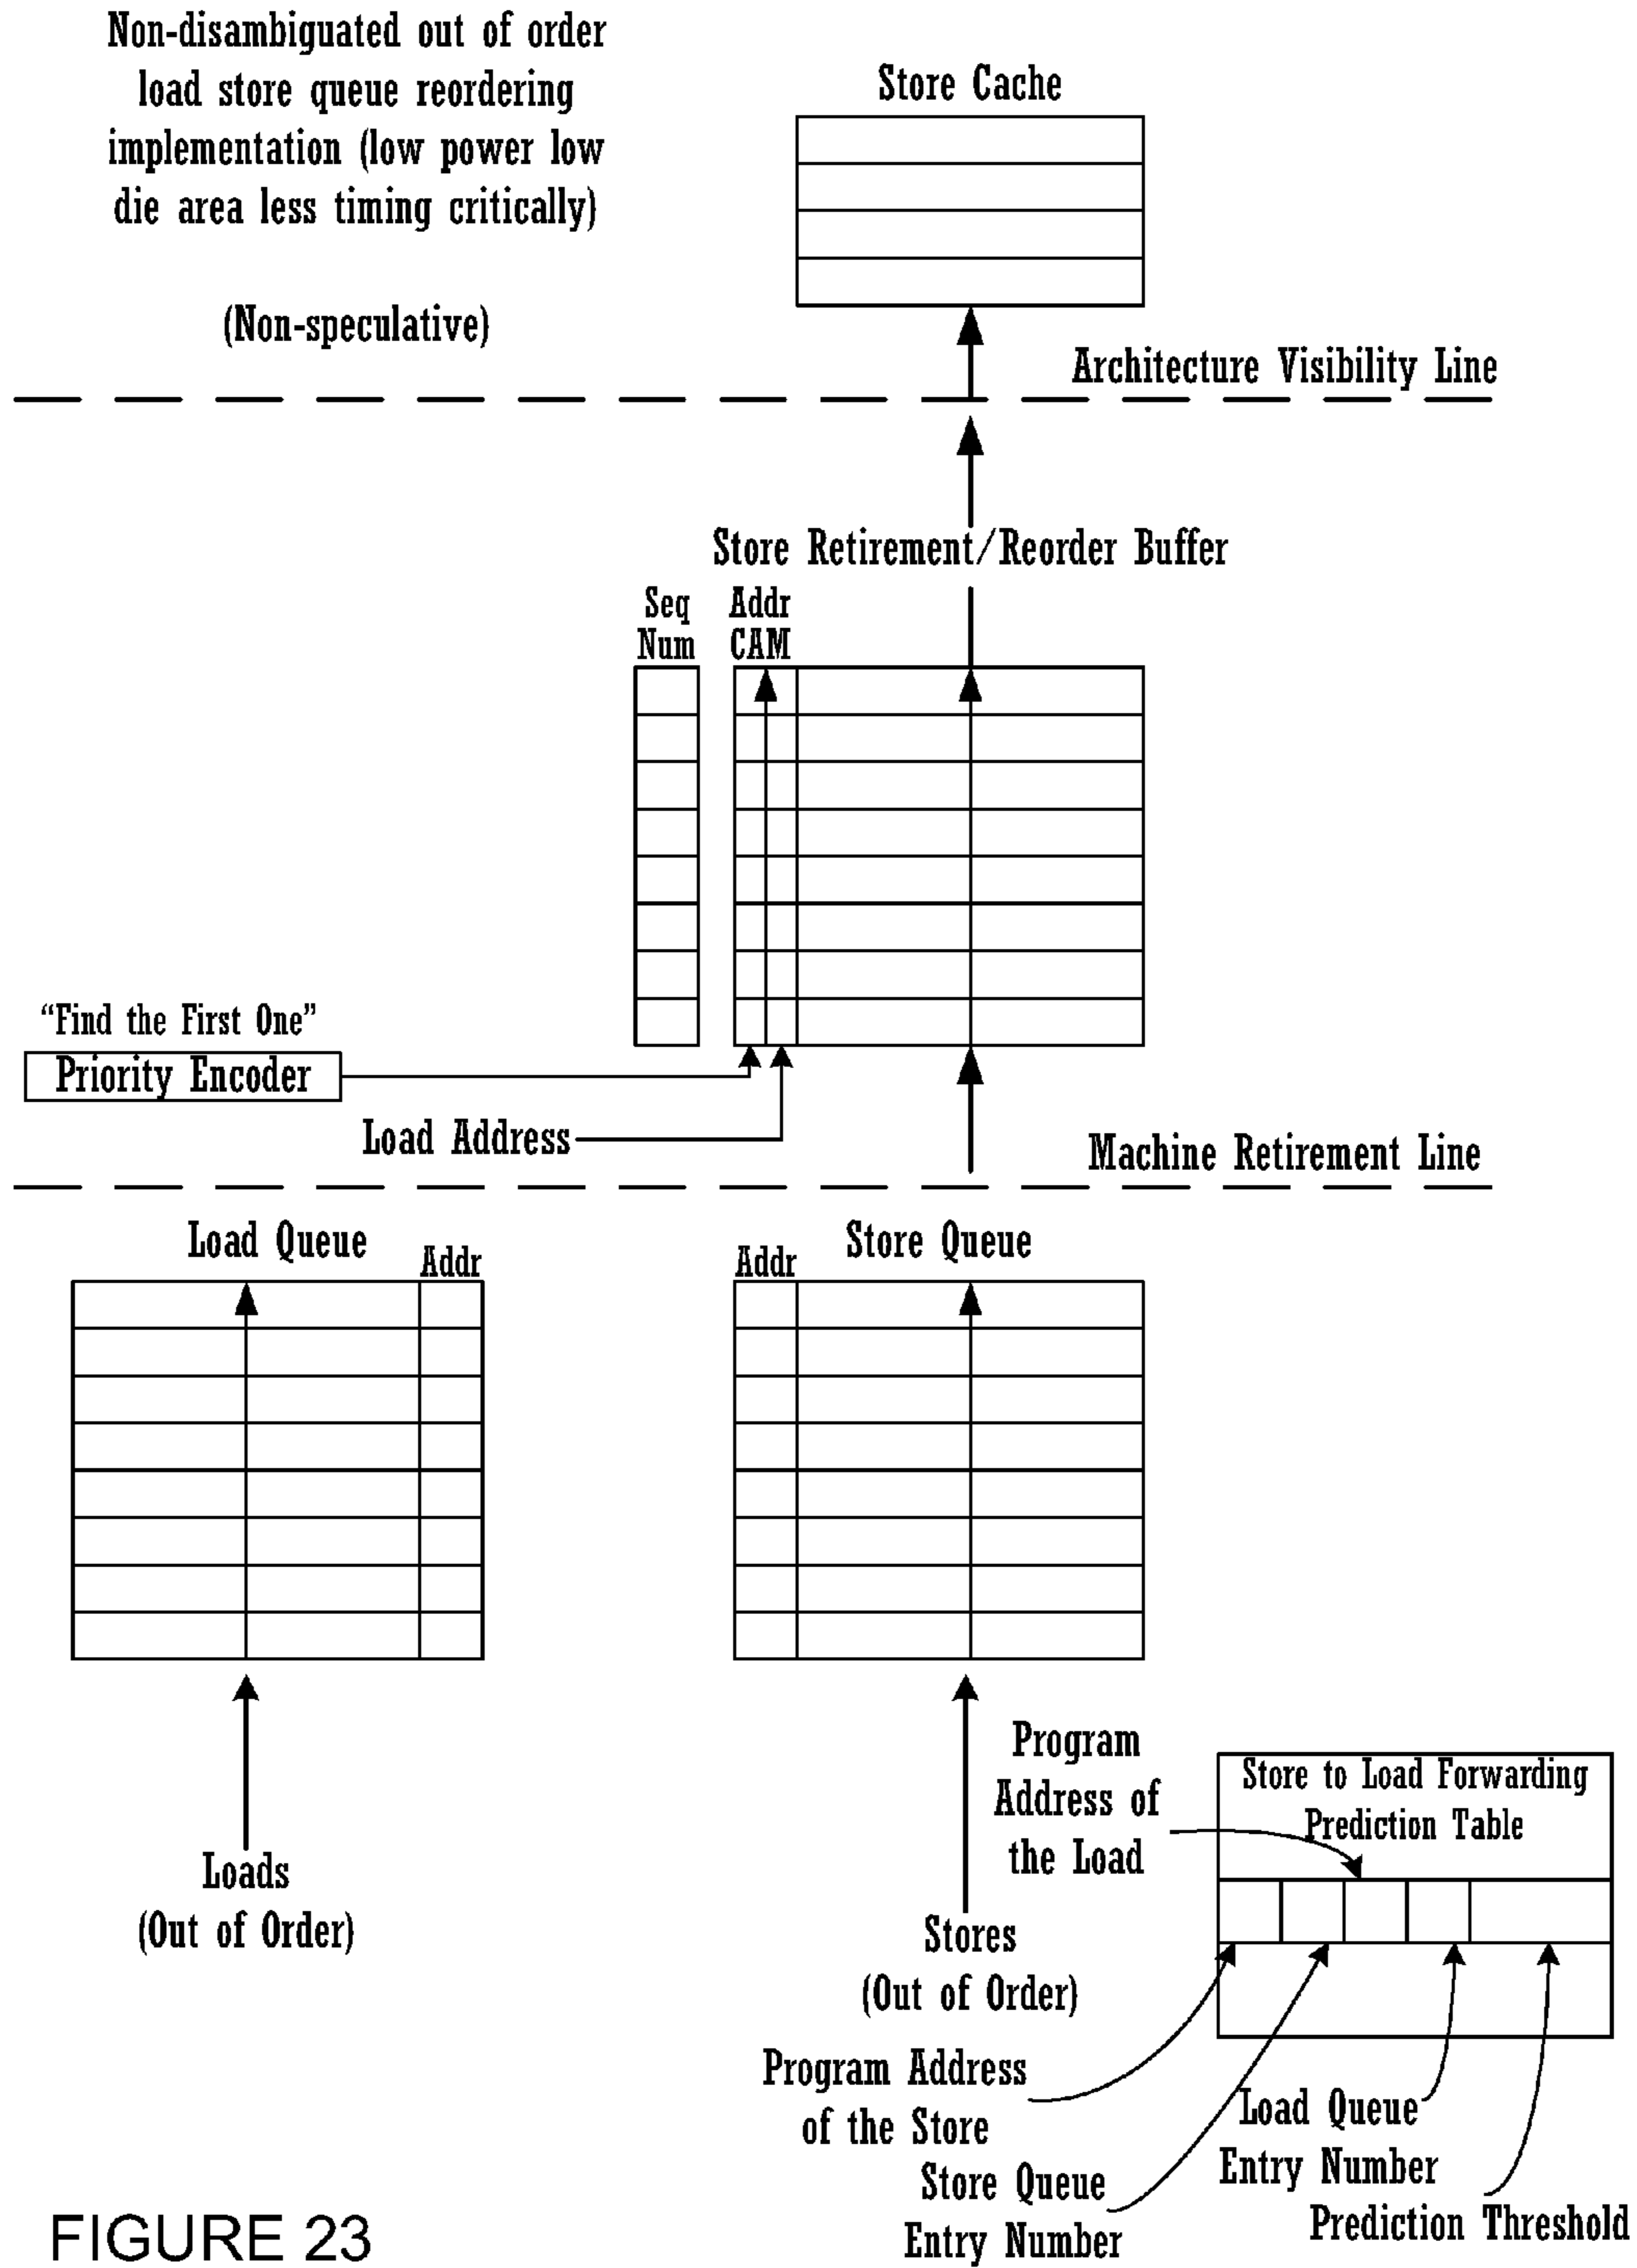 Non-disambiguated out of order
load store queue reordering
implementation (low power low
die area less timing critically)
(Non-speculative)
Store Cache
Architecture Visibility Line
Store Retirement/Reorder Buffer
Seq
Num
Addr
CAM
“Find the First One”
Priority Encoder
Load Address
Machine Retirement Line
Load Queue
Addr
Addr
Store Queue
Loads
(Out of Order)
Stores
(Out of Order)
Program
Address of
the Load
Store to Load Forwarding
Prediction Table
Program Address
of the Store
Store Queue
Entry Number
Load Queue
Entry Number
Prediction Threshold
FIGURE 23